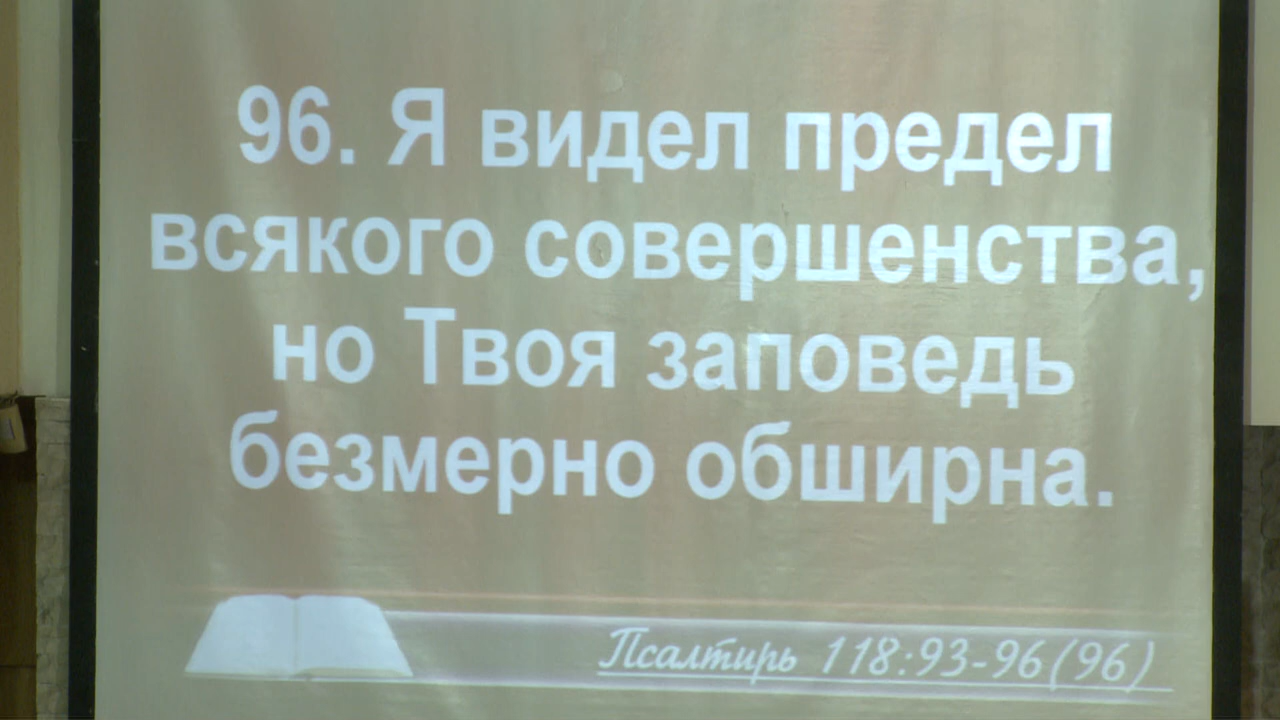 96. Я видел предел
всякого совершенства,
но Твоя заповедь
безмерно обширна.
Псалтирь 118:93-96(96)